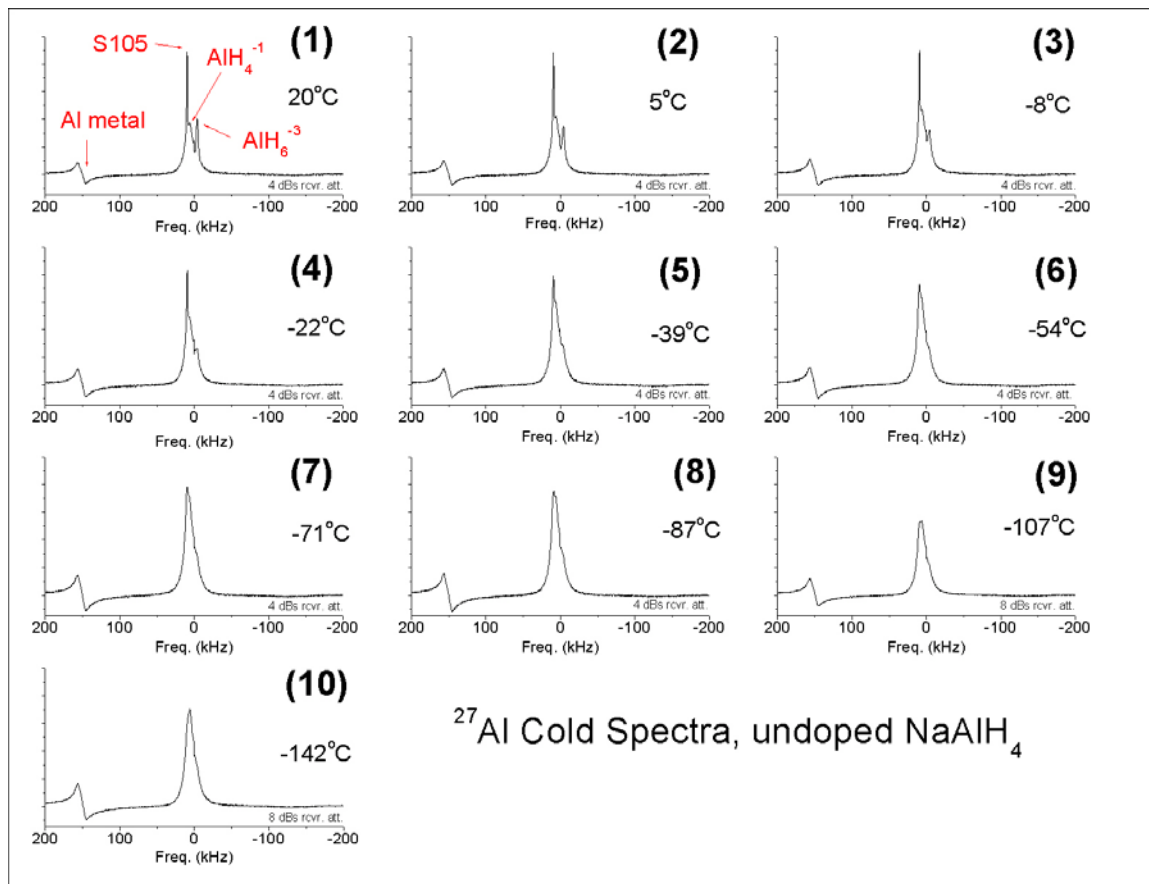 (1)
S105
AlH₄⁻¹
20°C
Al metal
AlH₆⁻³
4 dBs rcvr. att.
200 100 0 -100 -200
Freq. (kHz)
(2)
5°C
4 dBs rcvr. att.
200 100 0 -100 -200
Freq. (kHz)
(3)
-8°C
4 dBs rcvr. att.
200 100 0 -100 -200
Freq. (kHz)
(4)
-22°C
4 dBs rcvr. att.
200 100 0 -100 -200
Freq. (kHz)
(5)
-39°C
4 dBs rcvr. att.
200 100 0 -100 -200
Freq. (kHz)
(6)
-54°C
4 dBs rcvr. att.
200 100 0 -100 -200
Freq. (kHz)
(7)
-71°C
4 dBs rcvr. att.
200 100 0 -100 -200
Freq. (kHz)
(8)
-87°C
4 dBs rcvr. att.
200 100 0 -100 -200
Freq. (kHz)
(9)
-107°C
8 dBs rcvr. att.
200 100 0 -100 -200
Freq. (kHz)
(10)
-142°C
8 dBs rcvr. att.
200 100 0 -100 -200
Freq. (kHz)
²⁷Al Cold Spectra, undoped NaAlH₄